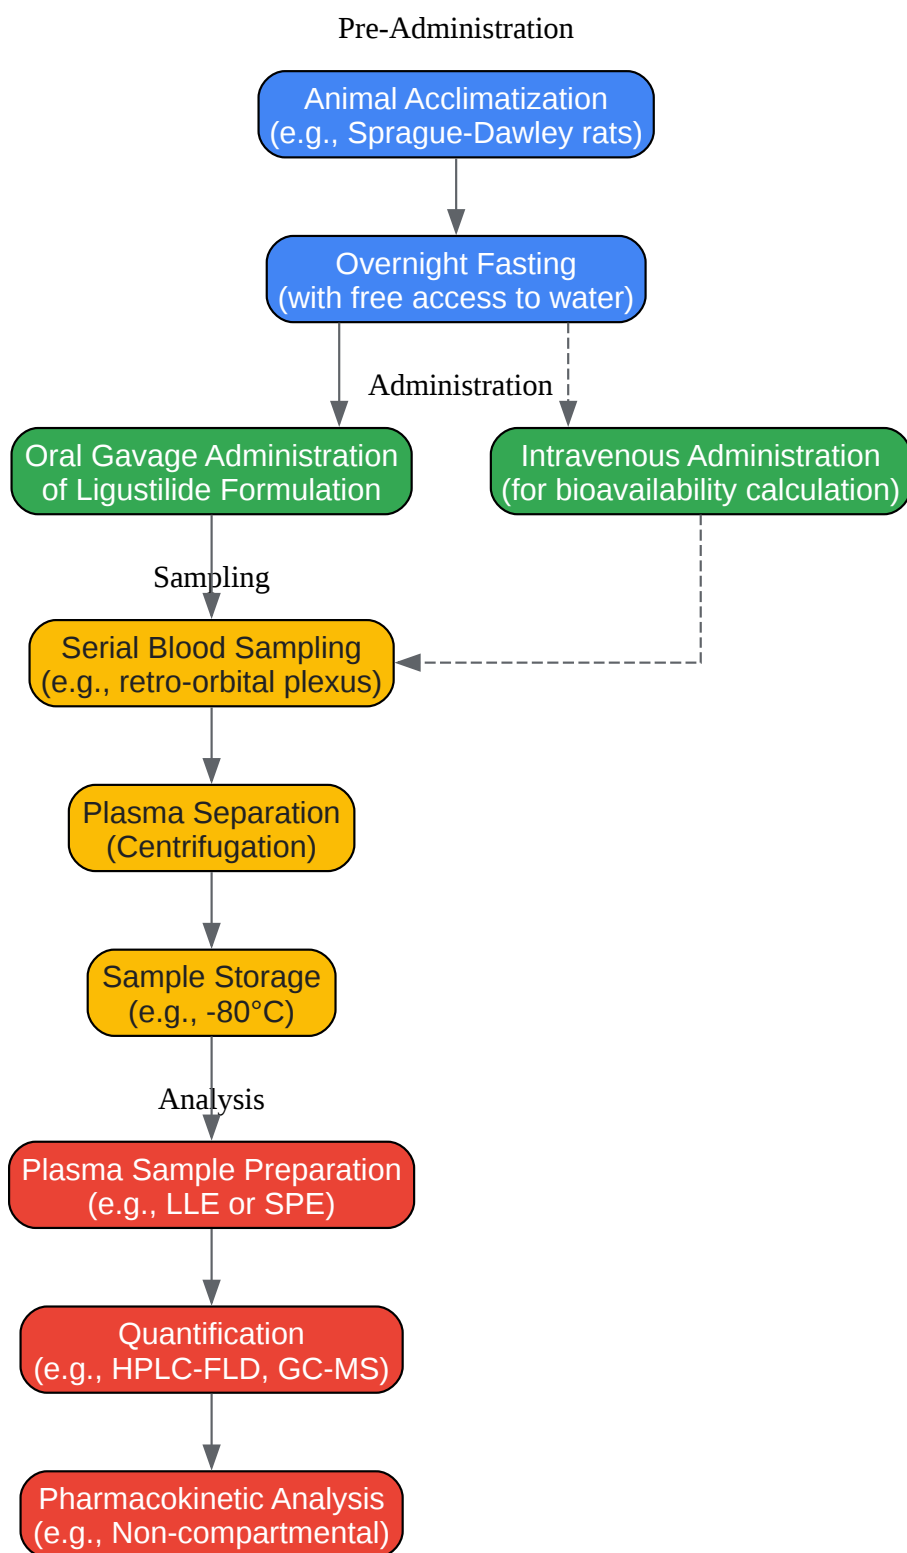 Pre-Administration
Animal Acclimatization
(e.g., Sprague-Dawley rats)
Overnight Fasting
(with free access to water)
Administration
Oral Gavage Administration
of Ligustilide Formulation
Intravenous Administration
(for bioavailability calculation)
Sampling
Serial Blood Sampling
(e.g., retro-orbital plexus)
Plasma Separation
(Centrifugation)
Sample Storage
(e.g., -80°C)
Analysis
Plasma Sample Preparation
(e.g., LLE or SPE)
Quantification
(e.g., HPLC-FLD, GC-MS)
Pharmacokinetic Analysis
(e.g., Non-compartmental)